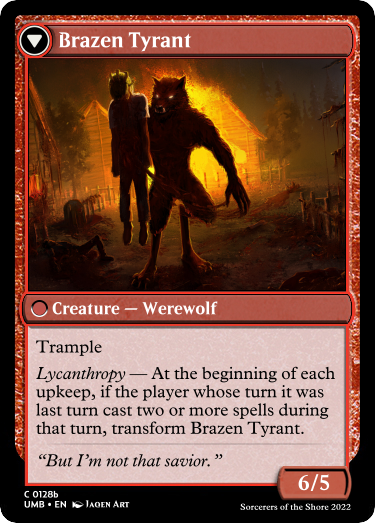 Brazen Tyrant
Creature — Werewolf
Trample
Lycanthropy — At the beginning of each
upkeep, if the player whose turn it was
last turn cast two or more spells during
that turn, transform Brazen Tyrant.
“But I’m not that savior.”
6/5
C 0128b
UMB • EN Jaqen Art
Sorcerers of the Shore 2022